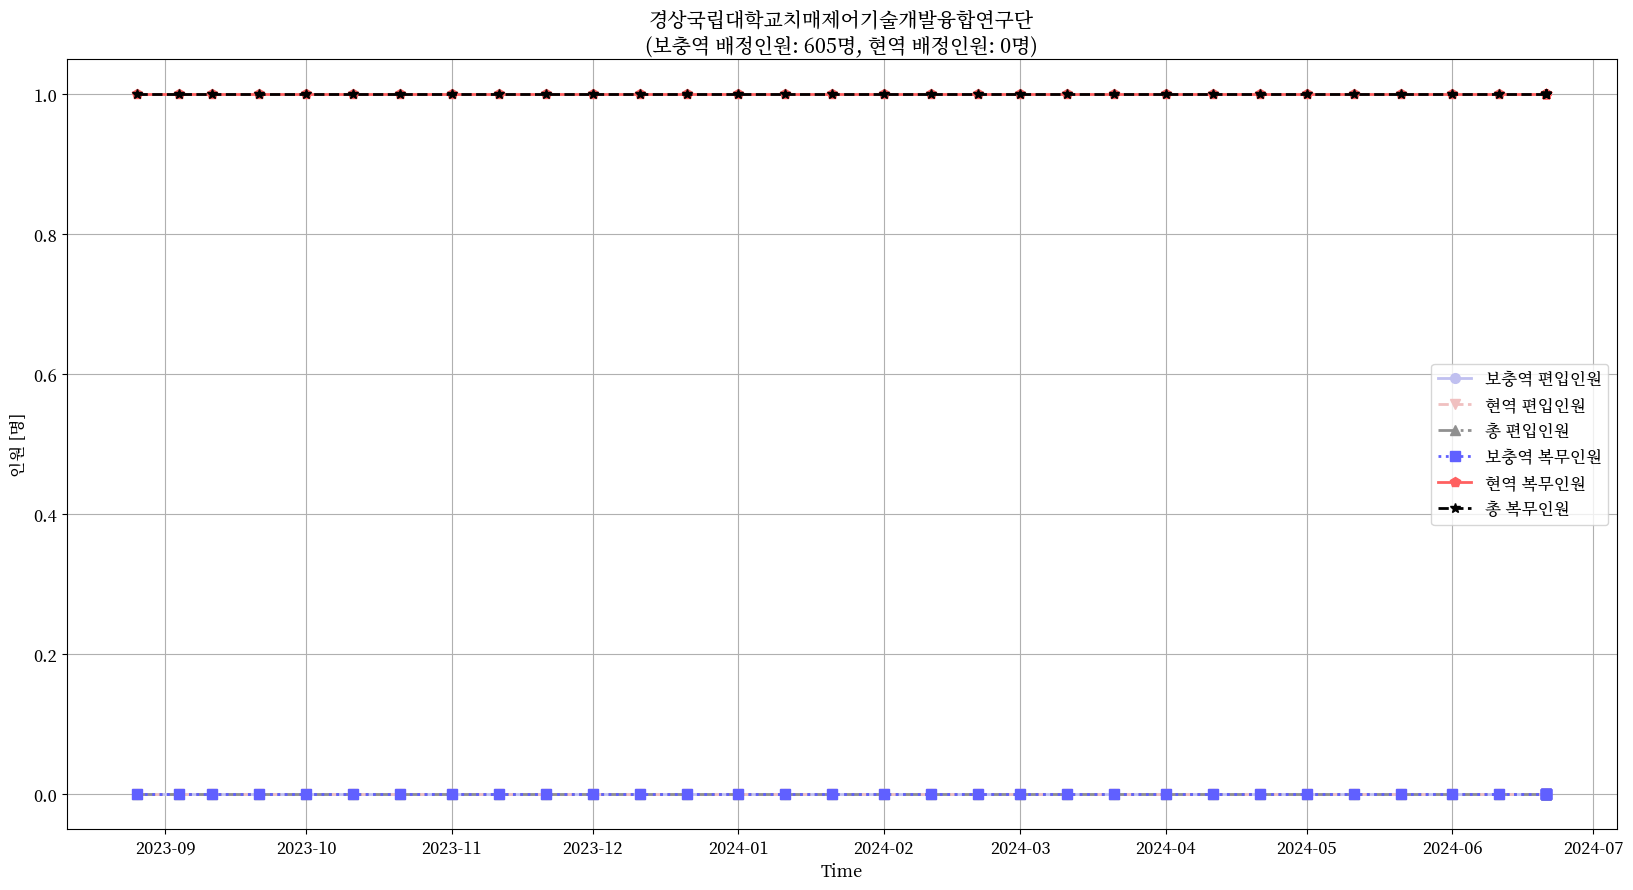 경상국립대학교치매제어기술개발융합연구단
(보충역 배정인원: 605명, 현역 배정인원: 0명)
1.0
0.8
0.6
0.4
0.2
0.0
인원 [명]
보충역 편입인원
현역 편입인원
총 편입인원
보충역 복무인원
현역 복무인원
총 복무인원
2023-09 2023-10 2023-11 2023-12 2024-01 2024-02 2024-03 2024-04 2024-05 2024-06 2024-07
Time